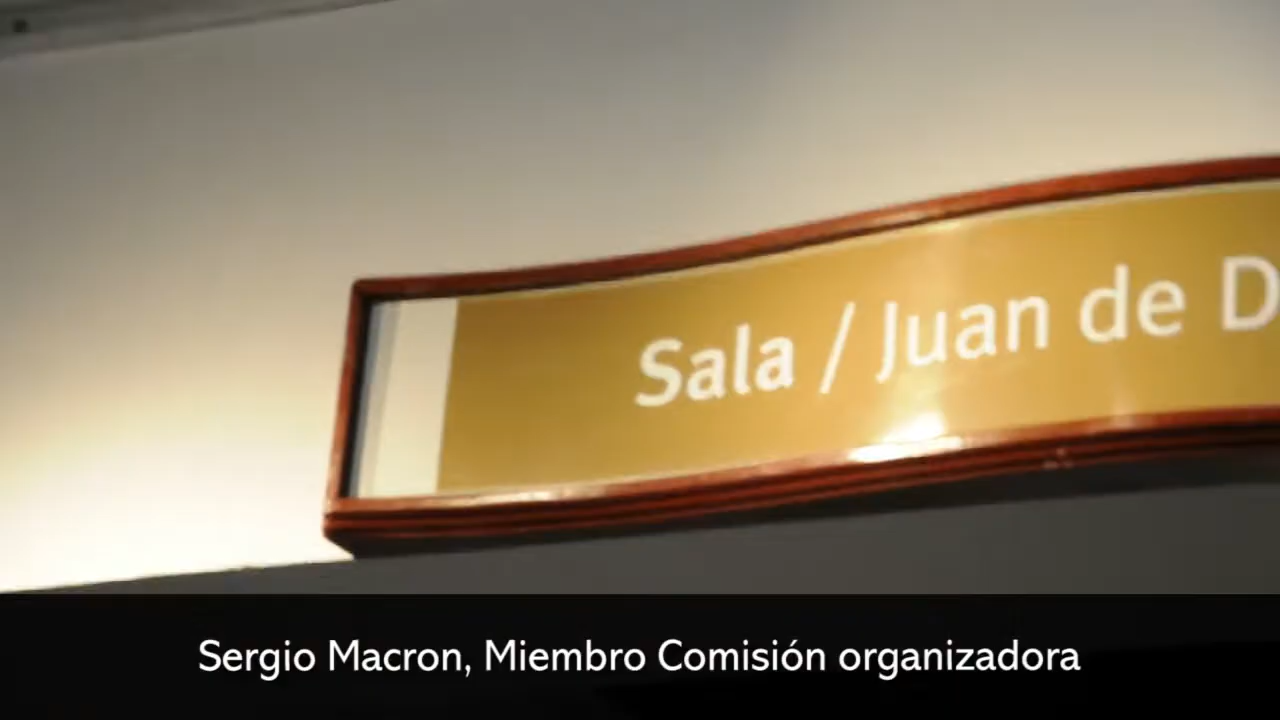 Sala / Juan de D
Sergio Macron, Miembro Comisión organizadora